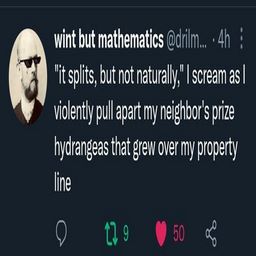 wint but mathematics @drilm... · 4h
"it splits, but not naturally," I scream as I
violently pull apart my neighbor's prize
hydrangeas that grew over my property
line
9 50